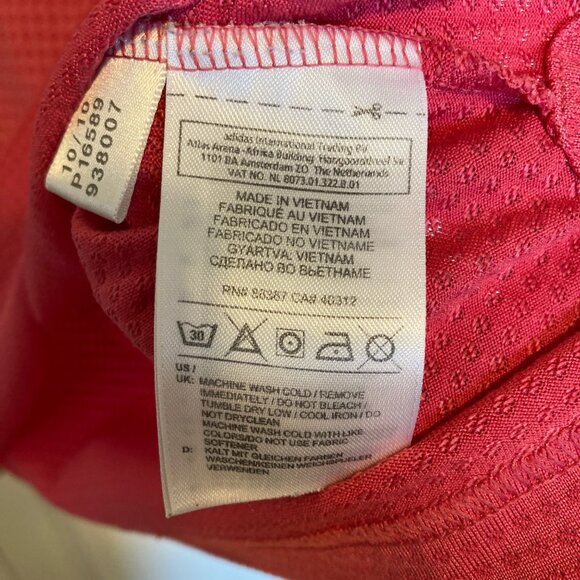 10/10
P16589
938007
adidas International Trading BV
Atlas Arena - Africa Building Hoogoorddreef 9a
1101 BA Amsterdam ZO The Netherlands
VAT NO. NL 8073.01.322.B.01
MADE IN VIETNAM
FABRIQUÉ AU VIETNAM
FABRICADO EN VIETNAM
FABRICADO NO VIETNAM
GYÁRTVA: VIETNAM
СДЕЛАНО ВО ВЬЕТНАМЕ
RN# 88387 CA# 40312
30
US /
UK: MACHINE WASH COLD / REMOVE
IMMEDIATELY / DO NOT BLEACH /
TUMBLE DRY LOW / COOL IRON / DO
NOT DRYCLEAN
MACHINE WASH COLD WITH LIKE
COLORS/DO NOT USE FABRIC
SOFTENER
D: KALT MIT GLEICHEN FARBEN
WASCHEN/KEINEN WEICHSPUELER
VERWENDEN